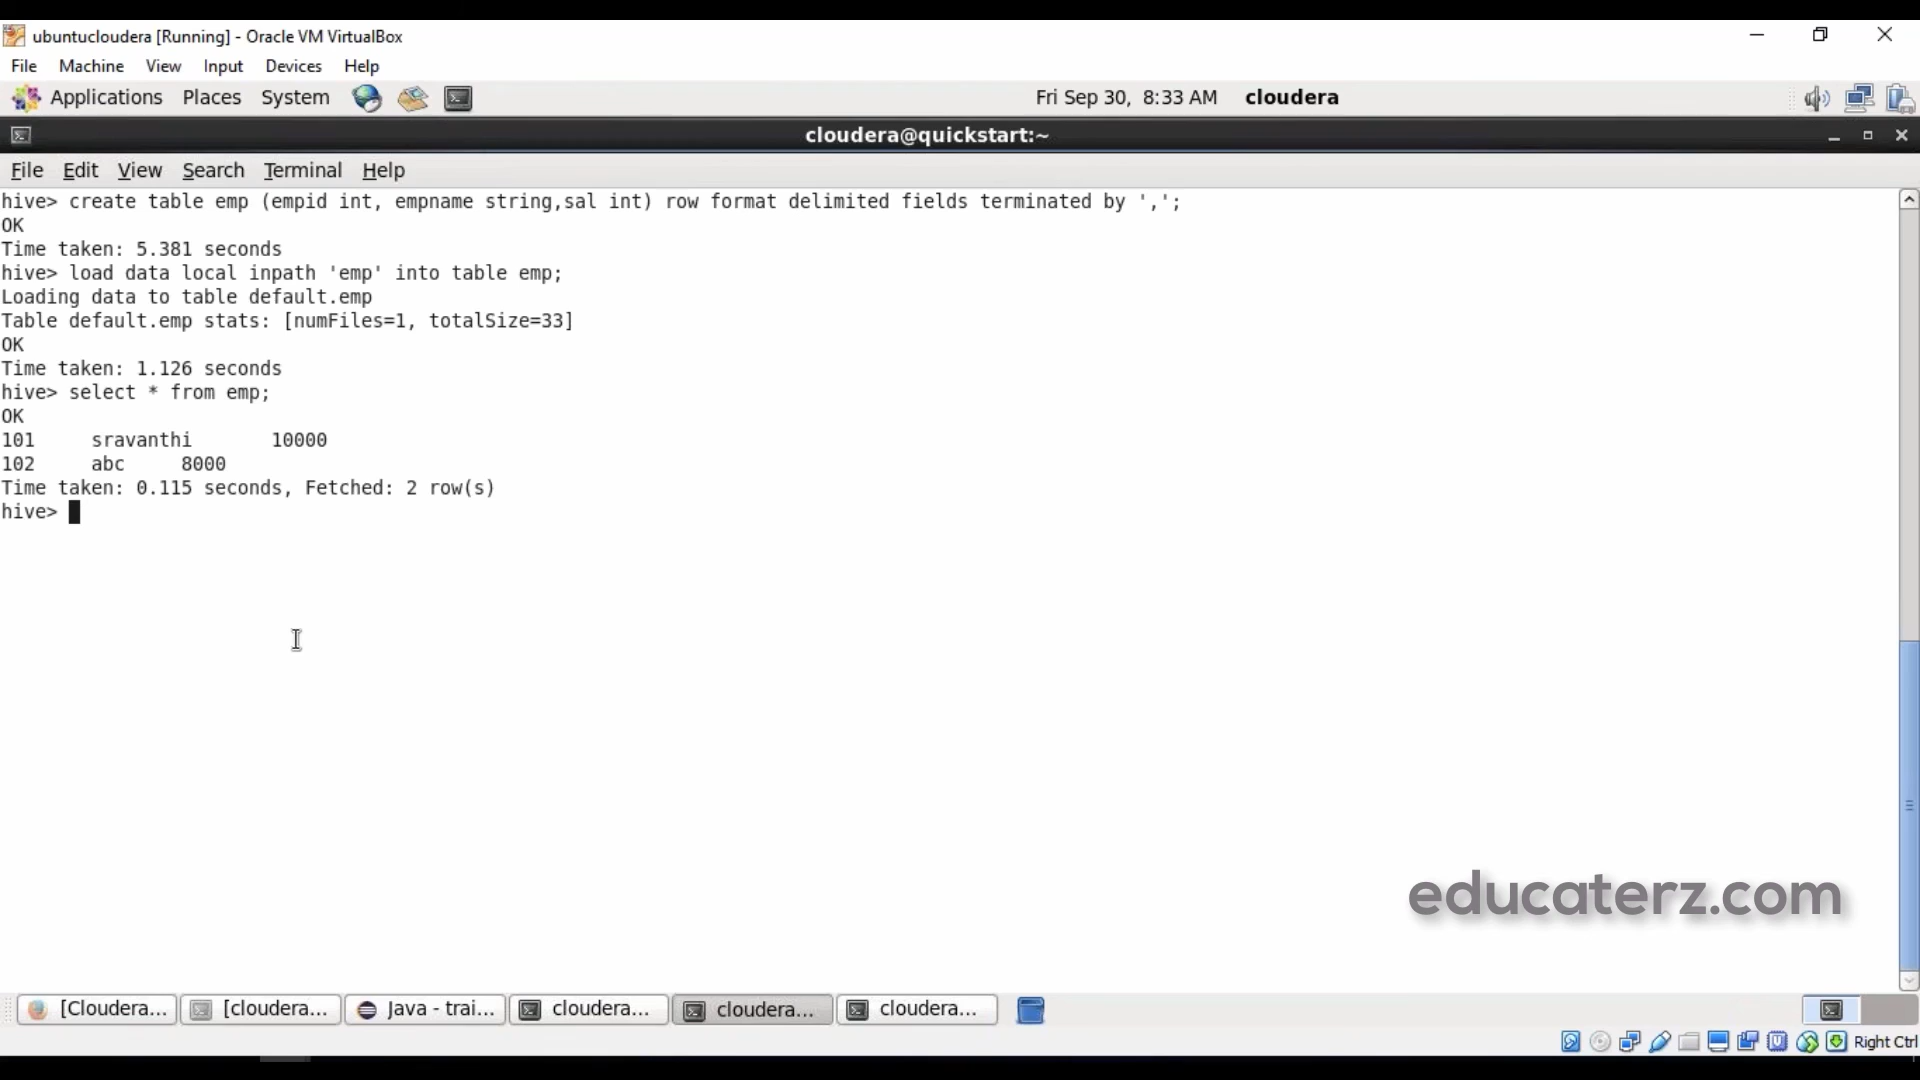 ubuntucloudera [Running] - Oracle VM VirtualBox
File Machine View Input Devices Help
Applications Places System Fri Sep 30, 8:33 AM cloudera
cloudera@quickstart:~
File Edit View Search Terminal Help
hive> create table emp (empid int, empname string,sal int) row format delimited fields terminated by ',';
OK
Time taken: 5.381 seconds
hive> load data local inpath 'emp' into table emp;
Loading data to table default.emp
Table default.emp stats: [numFiles=1, totalSize=33]
OK
Time taken: 1.126 seconds
hive> select * from emp;
OK
101 sravanthi 10000
102 abc 8000
Time taken: 0.115 seconds, Fetched: 2 row(s)
hive>
educaterz.com
[Cloudera... [cloudera... Java - trai... cloudera... cloudera... cloudera...
Right Ctrl